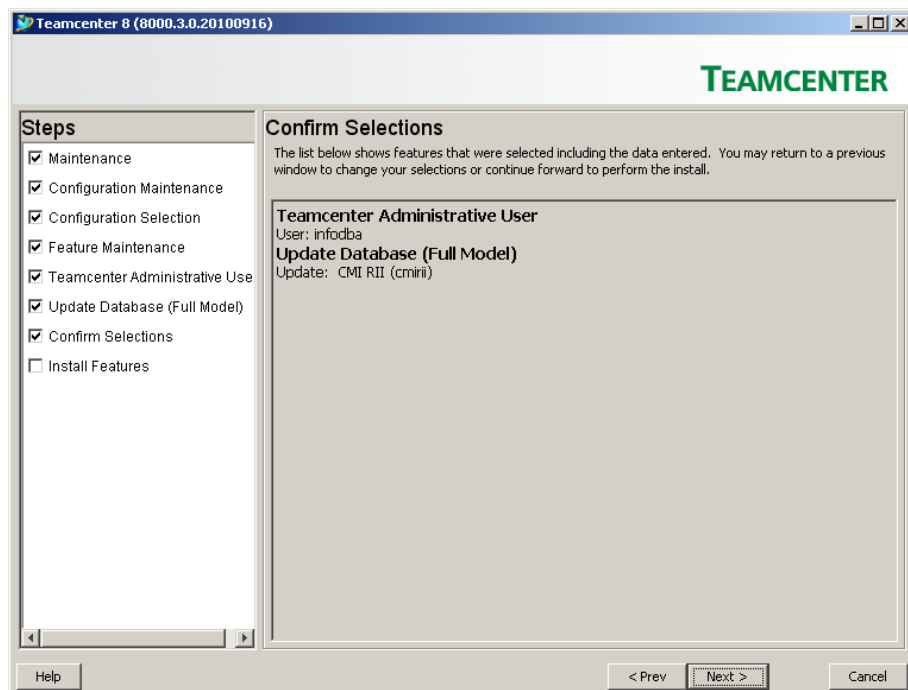 Teamcenter 8 (8000.3.0.20100916)
TEAMCENTER
Steps
Maintenance
Configuration Maintenance
Configuration Selection
Feature Maintenance
Teamcenter Administrative Use
Update Database (Full Model)
Confirm Selections
Install Features
Confirm Selections
The list below shows features that were selected including the data entered. You may return to a previous
window to change your selections or continue forward to perform the install.
Teamcenter Administrative User
User: infodba
Update Database (Full Model)
Update: CMI RII (cmirii)
Help
< Prev
Next >
Cancel